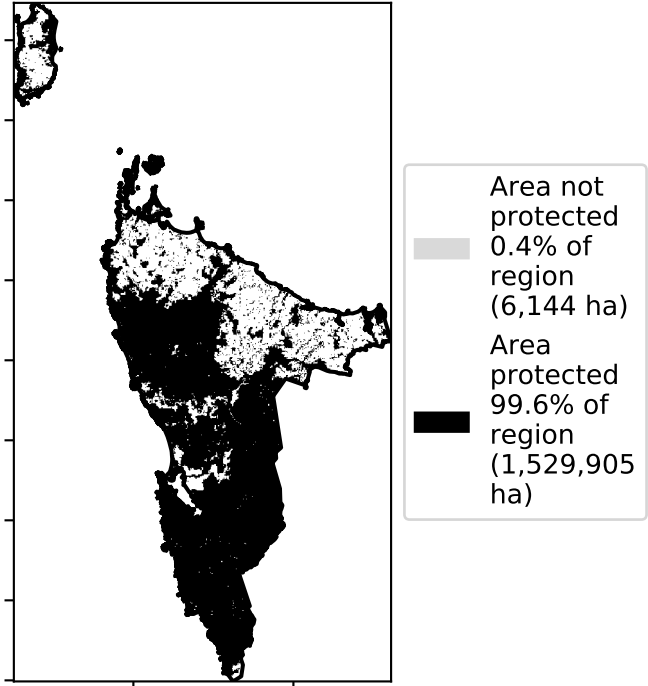 Area not
protected
0.4% of
region
(6,144 ha)
Area
protected
99.6% of
region
(1,529,905
ha)